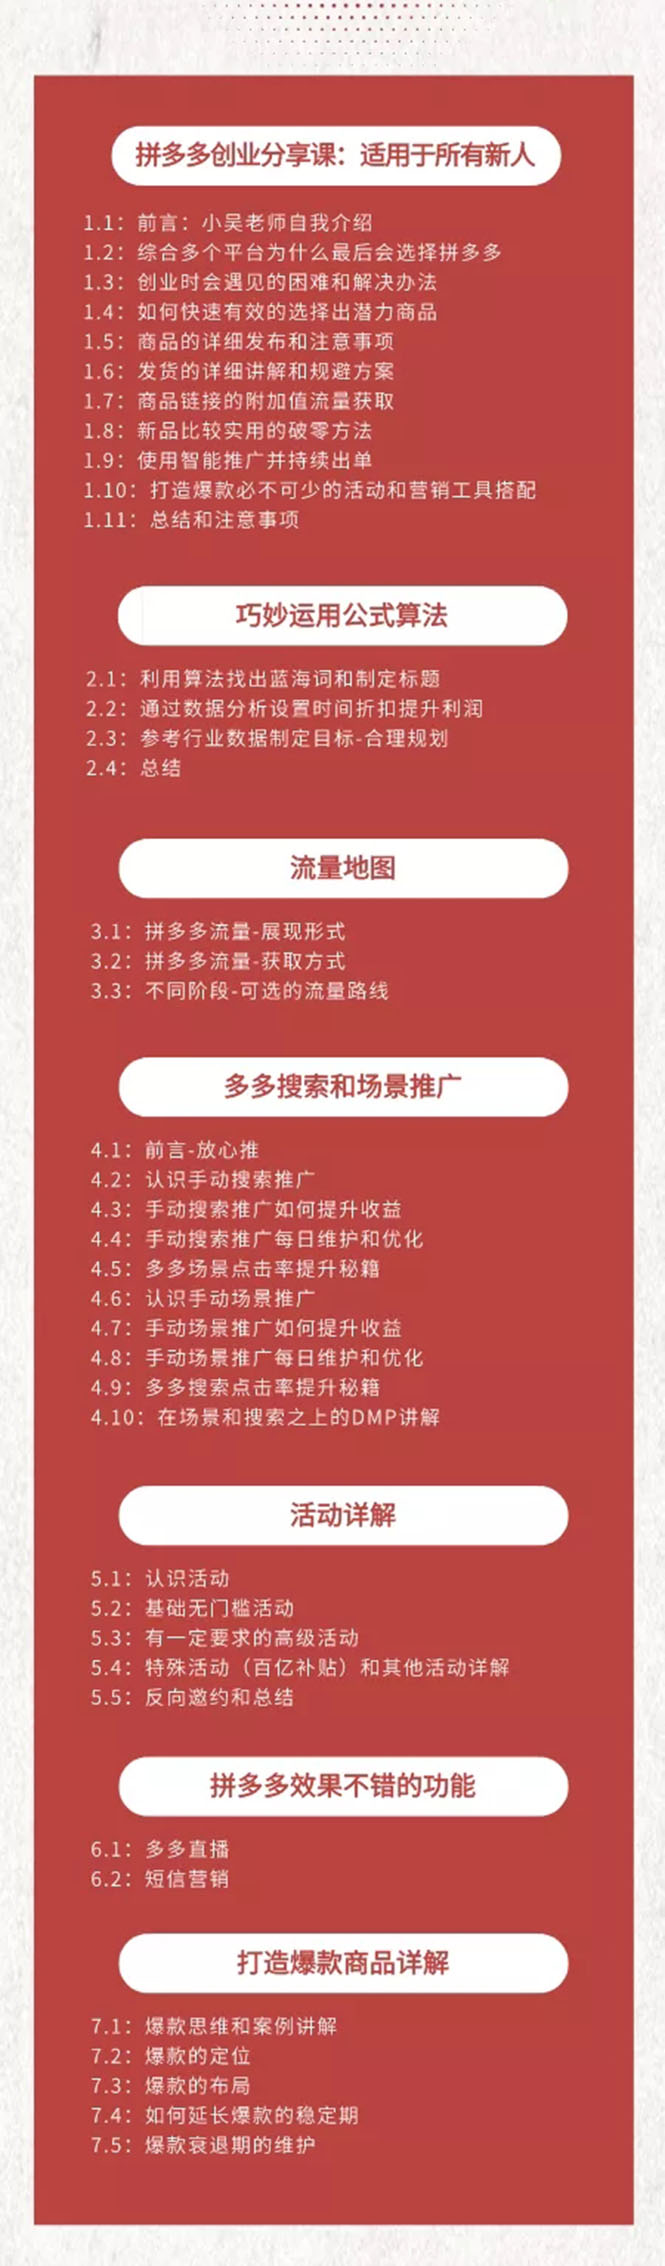 拼多多创业分享课：适用于所有新人
1.1：前言：小吴老师自我介绍
1.2：综合多个平台为什么最后会选择拼多多
1.3：创业时会遇见的困难和解决办法
1.4：如何快速有效的选择出潜力商品
1.5：商品的详细发布和注意事项
1.6：发货的详细讲解和规避方案
1.7：商品链接的附加值流量获取
1.8：新品比较实用的破零方法
1.9：使用智能推广并持续出单
1.10：打造爆款必不可少的活动和营销工具搭配
1.11：总结和注意事项
巧妙运用公式算法
2.1：利用算法找出蓝海词和制定标题
2.2：通过数据分析设置时间折扣提升利润
2.3：参考行业数据制定目标-合理规划
2.4：总结
流量地图
3.1：拼多多流量-展现形式
3.2：拼多多流量-获取方式
3.3：不同阶段-可选的流量路线
多多搜索和场景推广
4.1：前言-放心推
4.2：认识手动搜索推广
4.3：手动搜索推广如何提升收益
4.4：手动搜索推广每日维护和优化
4.5：多多场景点击率提升秘籍
4.6：认识手动场景推广
4.7：手动场景推广如何提升收益
4.8：手动场景推广每日维护和优化
4.9：多多搜索点击率提升秘籍
4.10：在场景和搜索之上的DMP讲解
活动详解
5.1：认识活动
5.2：基础无门槛活动
5.3：有一定要求的高级活动
5.4：特殊活动（百亿补贴）和其他活动详解
5.5：反向邀约和总结
拼多多效果不错的功能
6.1：多多直播
6.2：短信营销
打造爆款商品详解
7.1：爆款思维和案例讲解
7.2：爆款的定位
7.3：爆款的布局
7.4：如何延长爆款的稳定期
7.5：爆款衰退期的维护